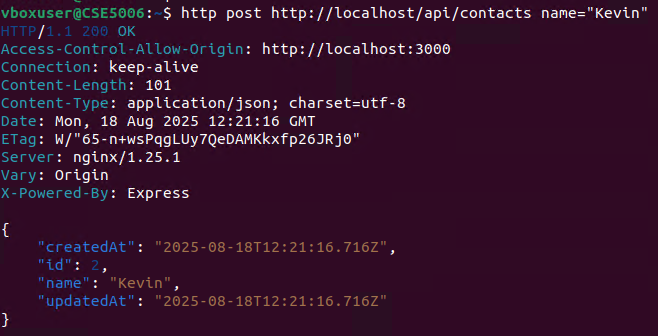 vboxuser@CSE5006:~$ http post http://localhost/api/contacts name="Kevin"
HTTP/1.1 200 OK
Access-Control-Allow-Origin: http://localhost:3000
Connection: keep-alive
Content-Length: 101
Content-Type: application/json; charset=utf-8
Date: Mon, 18 Aug 2025 12:21:16 GMT
ETag: W/"65-n+wsPqgLUy7QeDAMKkxfp26JRj0"
Server: nginx/1.25.1
Vary: Origin
X-Powered-By: Express
{
    "createdAt": "2025-08-18T12:21:16.716Z",
    "id": 2,
    "name": "Kevin",
    "updatedAt": "2025-08-18T12:21:16.716Z"
}